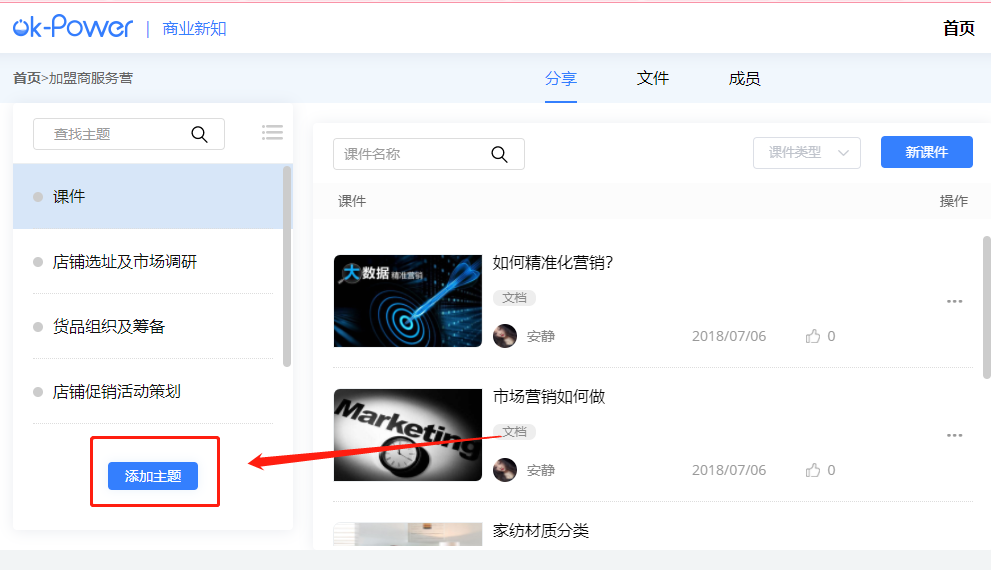 ok-Power | 商业新知
首页
首页>加盟商服务营
分享
文件
成员
查找主题
课件
店铺选址及市场调研
货品组织及筹备
店铺促销活动策划
添加主题
课件名称
课件类型
新课件
课件
操作
大数据 精准营销
如何精准化营销?
文档
安静
2018/07/06
0
...
Marketing
市场营销如何做
文档
安静
2018/07/06
0
...
家纺材质分类